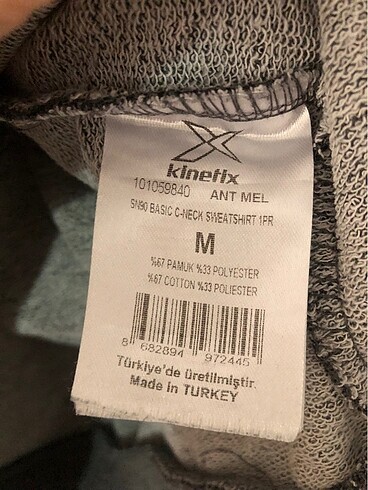 kinetix
101059840 ANT MEL
SN90 BASIC C-NECK SWEATSHIRT 1PR
M
%67 PAMUK %33 POLYESTER
%67 COTTON %33 POLIESTER
8 682894 972445
Türkiye'de üretilmiştir.
Made in TURKEY